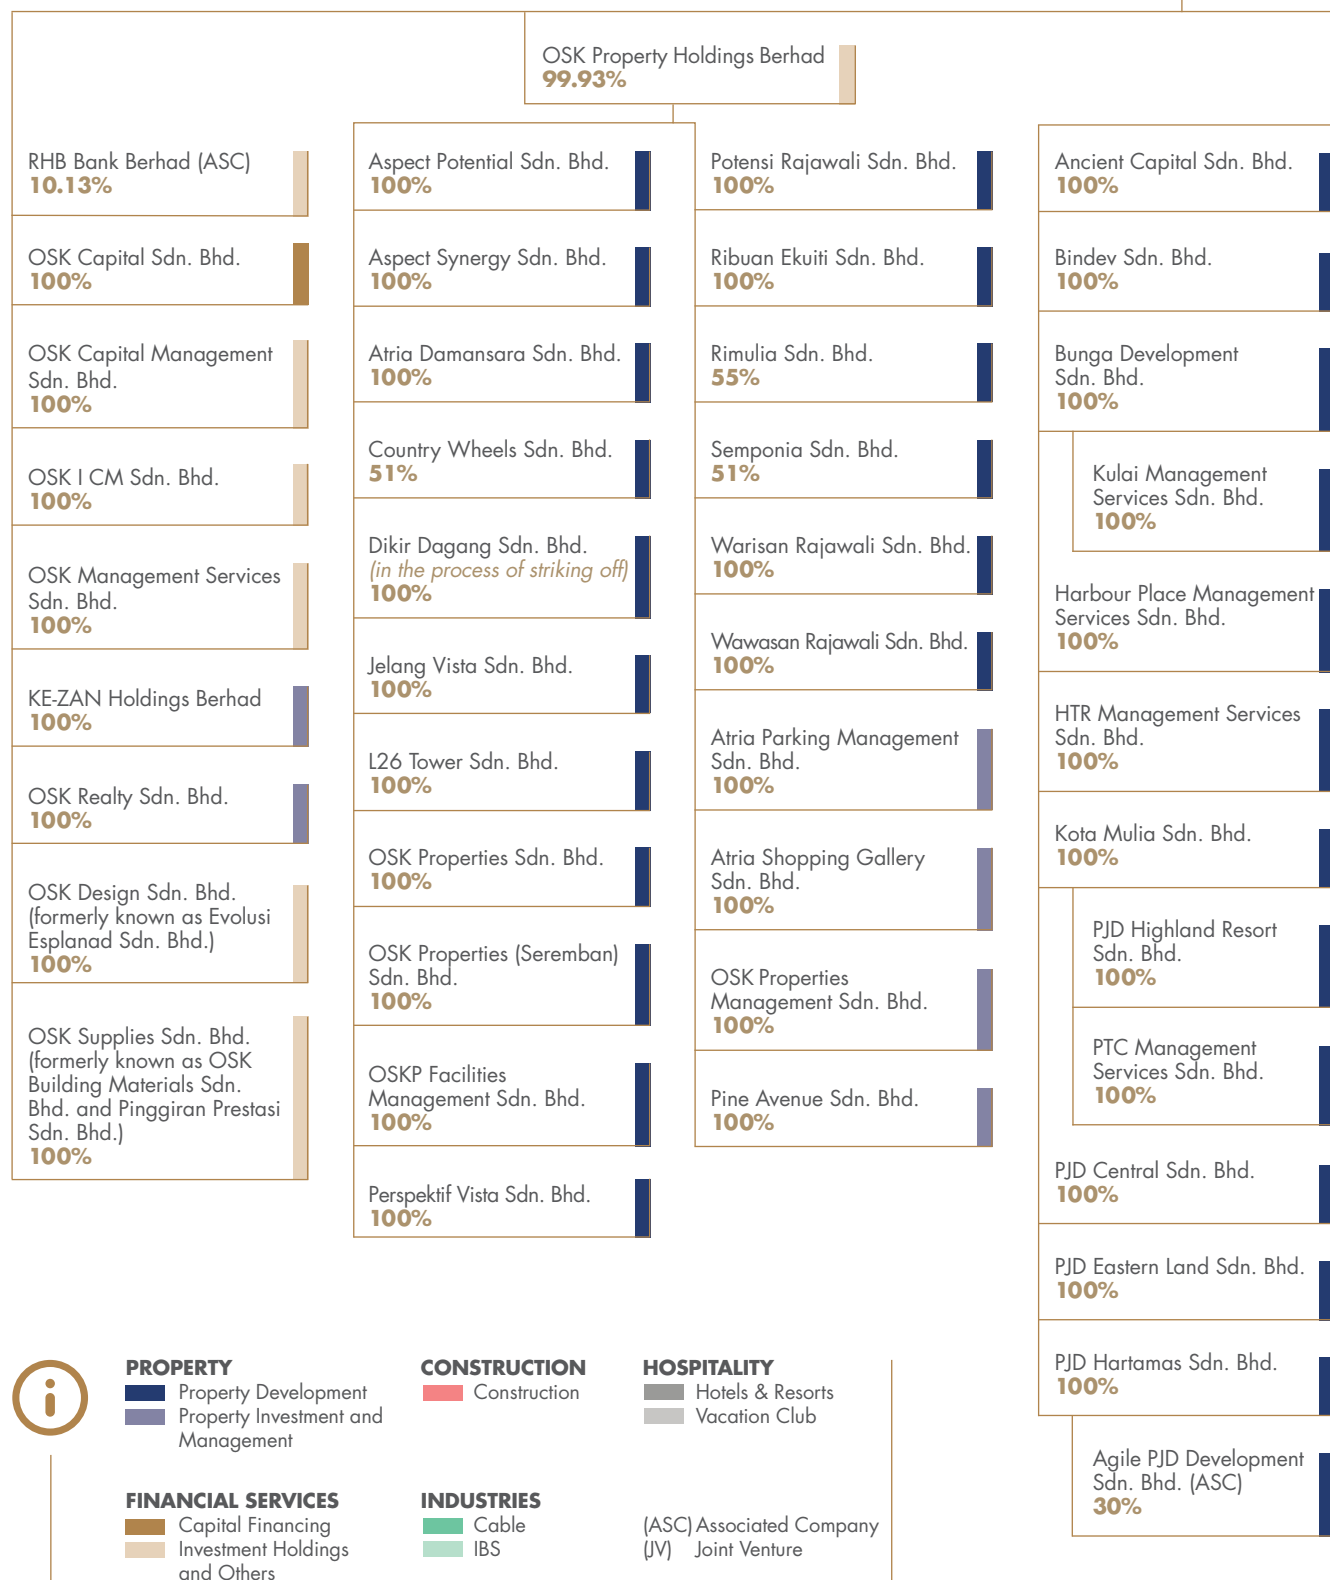 OSK Property Holdings Berhad
99.93%
RHB Bank Berhad (ASC)
10.13%
OSK Capital Sdn. Bhd.
100%
OSK Capital Management
Sdn. Bhd.
100%
OSK I CM Sdn. Bhd.
100%
OSK Management Services
Sdn. Bhd.
100%
KE-ZAN Holdings Berhad
100%
OSK Realty Sdn. Bhd.
100%
OSK Design Sdn. Bhd.
(formerly known as Evolusi
Esplanad Sdn. Bhd.)
100%
OSK Supplies Sdn. Bhd.
(formerly known as OSK
Building Materials Sdn.
Bhd. and Pinggiran Prestasi
Sdn. Bhd.)
100%
Aspect Potential Sdn. Bhd.
100%
Aspect Synergy Sdn. Bhd.
100%
Atria Damansara Sdn. Bhd.
100%
Country Wheels Sdn. Bhd.
51%
Dikir Dagang Sdn. Bhd.
(in the process of striking off)
100%
Jelang Vista Sdn. Bhd.
100%
L26 Tower Sdn. Bhd.
100%
OSK Properties Sdn. Bhd.
100%
OSK Properties (Seremban)
Sdn. Bhd.
100%
OSKP Facilities
Management Sdn. Bhd.
100%
Perspektif Vista Sdn. Bhd.
100%
Potensi Rajawali Sdn. Bhd.
100%
Ribuan Ekuiti Sdn. Bhd.
100%
Rimulia Sdn. Bhd.
55%
Semponia Sdn. Bhd.
51%
Warisan Rajawali Sdn. Bhd.
100%
Wawasan Rajawali Sdn. Bhd.
100%
Atria Parking Management
Sdn. Bhd.
100%
Atria Shopping Gallery
Sdn. Bhd.
100%
OSK Properties
Management Sdn. Bhd.
100%
Pine Avenue Sdn. Bhd.
100%
Ancient Capital Sdn. Bhd.
100%
Bindev Sdn. Bhd.
100%
Bunga Development
Sdn. Bhd.
100%
Kulai Management
Services Sdn. Bhd.
100%
Harbour Place Management
Services Sdn. Bhd.
100%
HTR Management Services
Sdn. Bhd.
100%
Kota Mulia Sdn. Bhd.
100%
PJD Highland Resort
Sdn. Bhd.
100%
PTC Management
Services Sdn. Bhd.
100%
PJD Central Sdn. Bhd.
100%
PJD Eastern Land Sdn. Bhd.
100%
PJD Hartamas Sdn. Bhd.
100%
Agile PJD Development
Sdn. Bhd. (ASC)
30%
PROPERTY
Property Development
Property Investment and
Management
CONSTRUCTION
Construction
HOSPITALITY
Hotels & Resorts
Vacation Club
FINANCIAL SERVICES
Capital Financing
Investment Holdings
and Others
INDUSTRIES
Cable
IBS
(ASC) Associated Company
(JV) Joint Venture